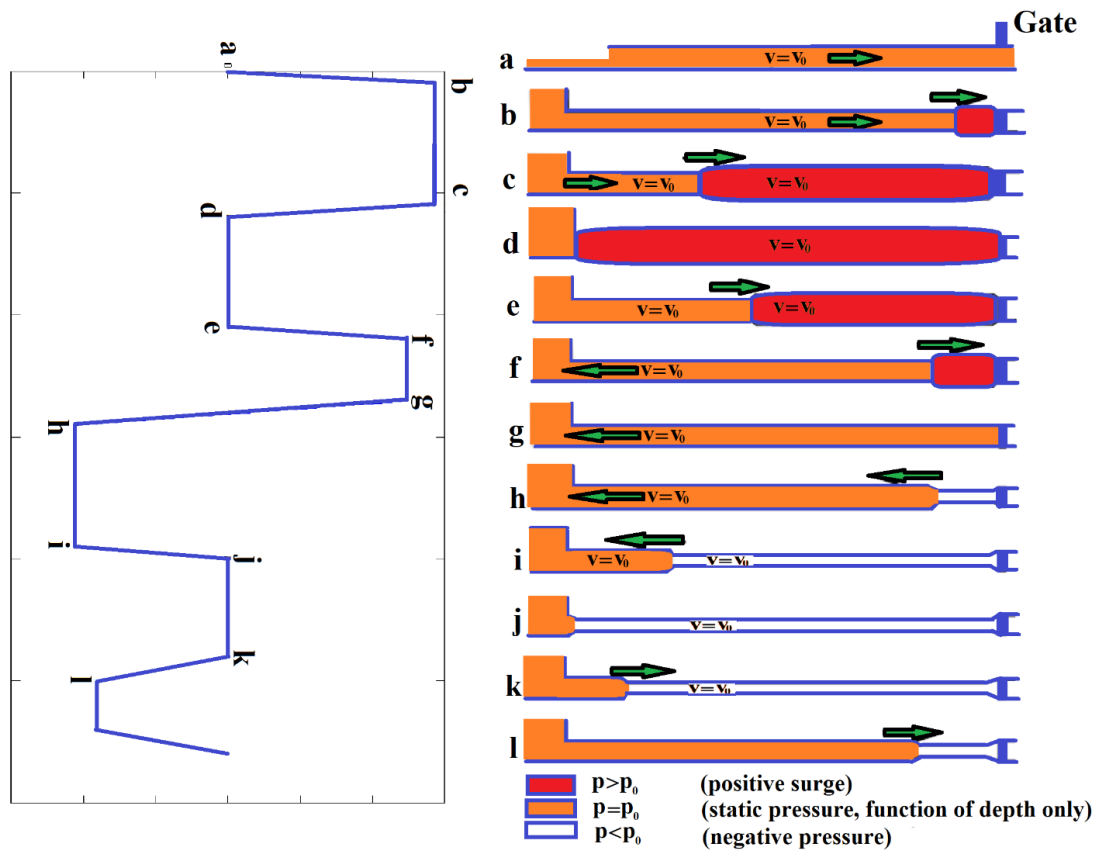 Gate
a
b
c
d
e
f
g
h
i
j
k
l
a v=v₀
b v=v₀
c v=v₀ v=v₀
d v=v₀
e v=v₀ v=v₀
f v=v₀
g v=v₀
h v=v₀
i v=v₀ v=v₀
j v=v₀
k v=v₀
l
p>p₀ (positive surge)
p=p₀ (static pressure, function of depth only)
p<p₀ (negative pressure)